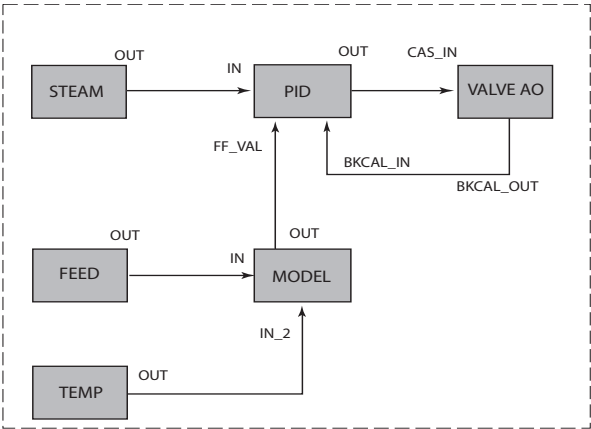 OUT
OUT
CAS_IN
IN
STEAM
PID
VALVE AO
FF_VAL
BKCAL_IN
BKCAL_OUT
OUT
OUT
IN
FEED
MODEL
IN_2
OUT
TEMP